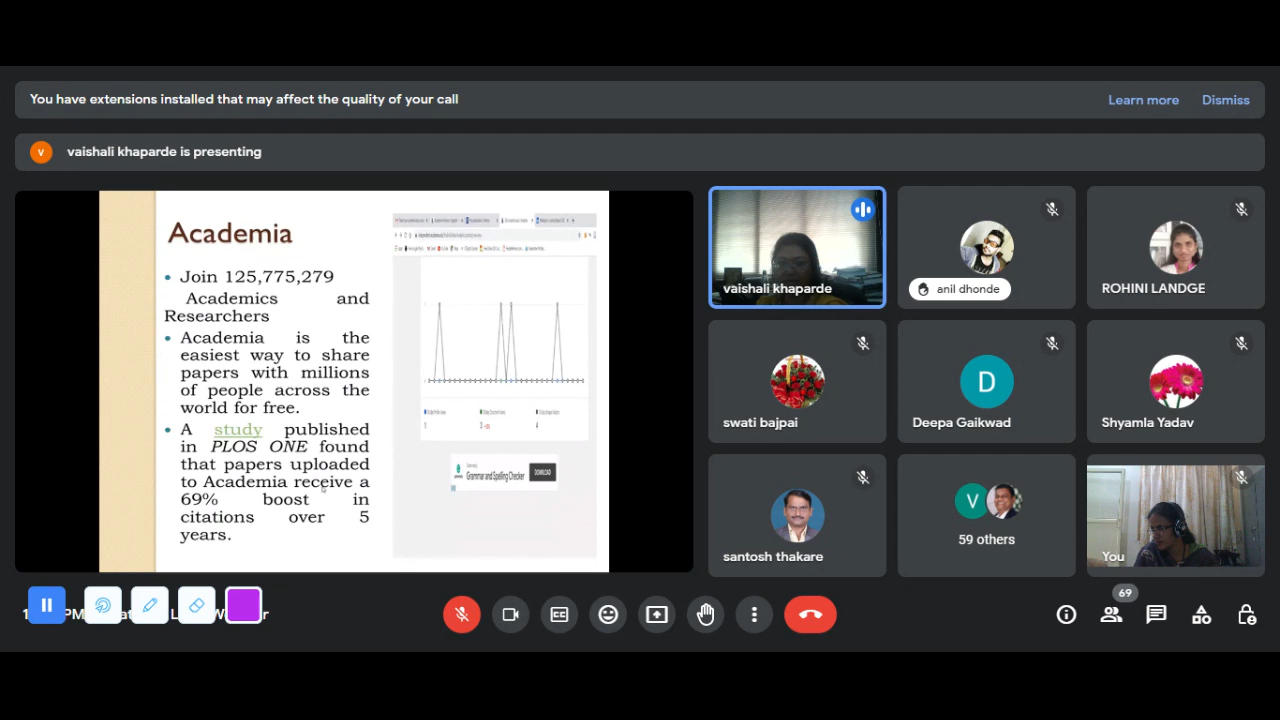 You have extensions installed that may affect the quality of your call
Learn more
Dismiss
V
vaishali khaparde is presenting
Academia
• Join 125,775,279
Academics and
Researchers
• Academia is the
easiest way to share
papers with millions
of people across the
world for free.
• A study published
in PLOS ONE found
that papers uploaded
to Academia receive a
69% boost in
citations over 5
years.
Grammar and Spelling Checker
DOWNLOAD
vaishali khaparde
anil dhonde
ROHINI LANDGE
swati bajpai
D
Deepa Gaikwad
Shyamla Yadav
santosh thakare
V
59 others
You
PM
69